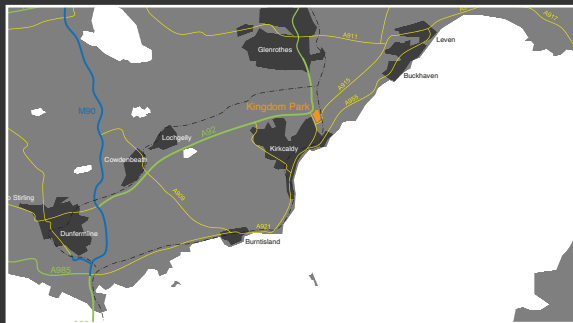 A917
A911
Leven
Glenrothes
Buckhaven
A915
A955
Kingdom Park
M90
A92
Lochgelly
Kirkcaldy
Cowdenbeath
A909
o Stirling
A921
Dunfermline
Burtisland
A985